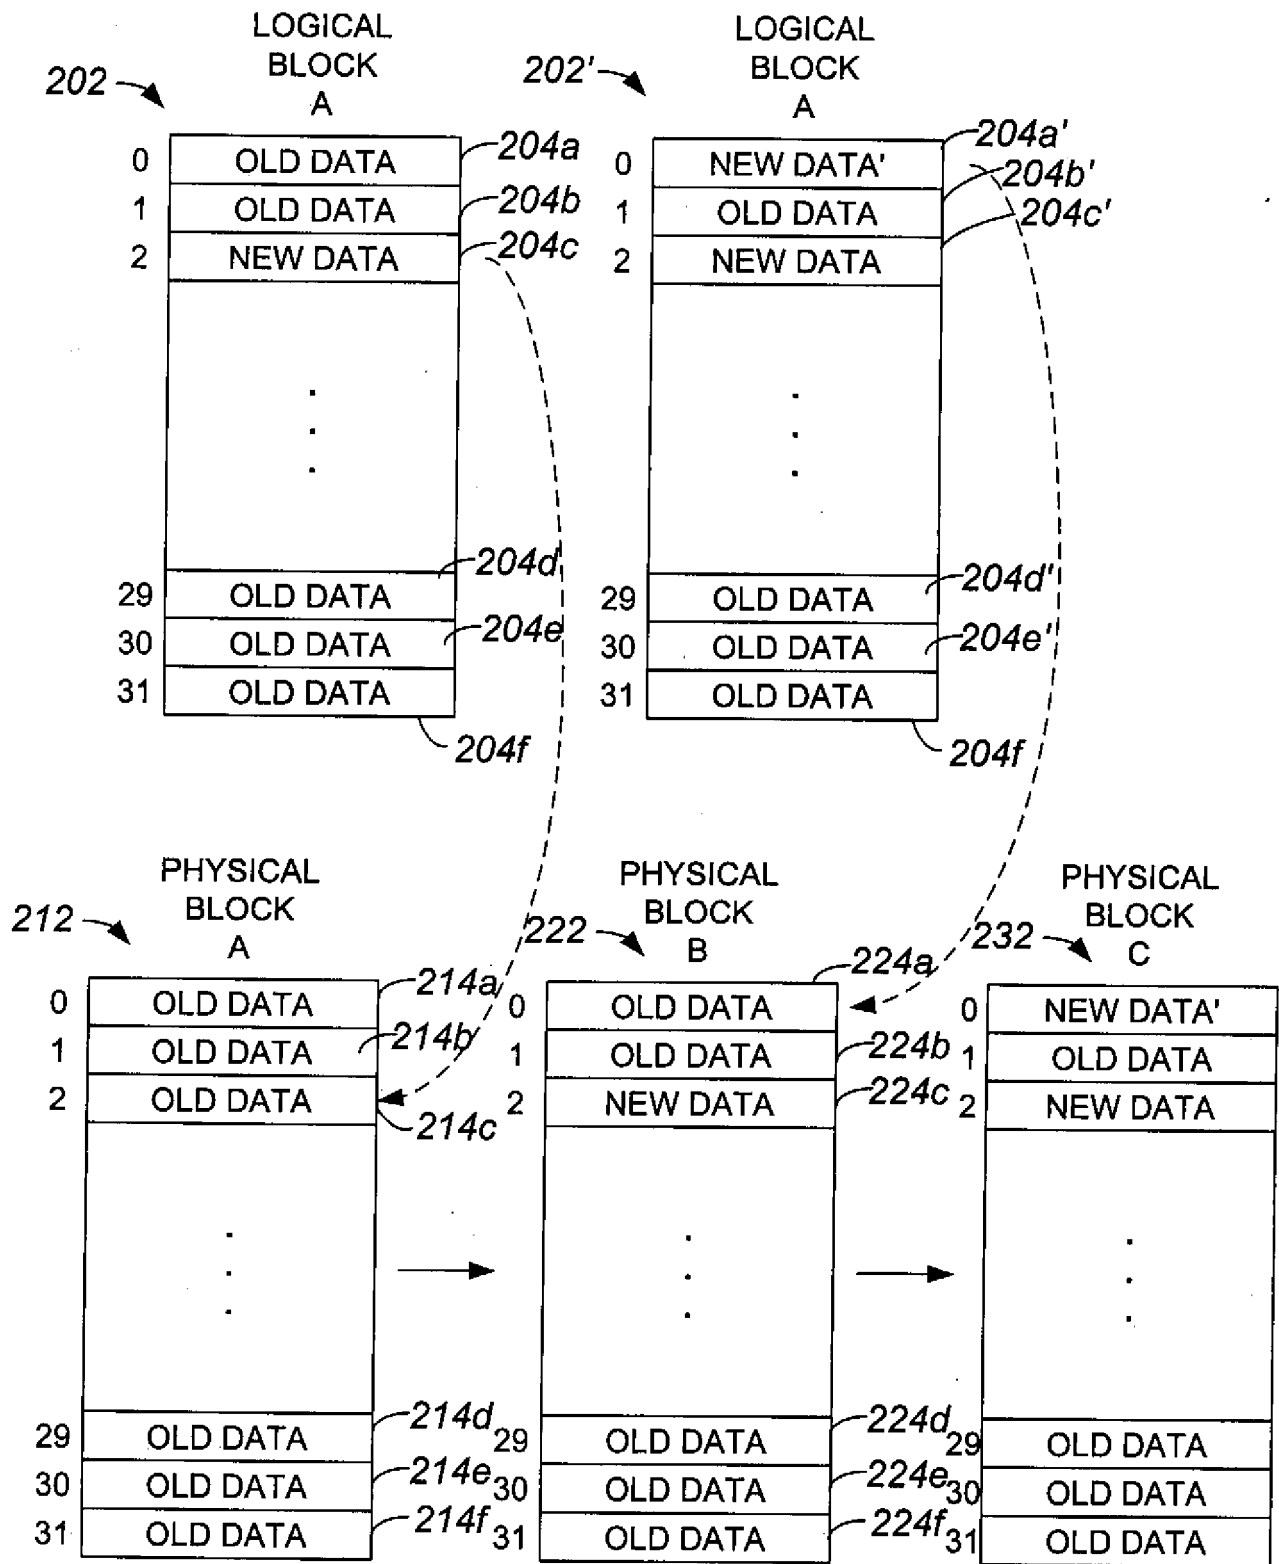 LOGICAL
BLOCK
A
202
0 OLD DATA 204a
1 OLD DATA 204b
2 NEW DATA 204c
204d
29 OLD DATA
30 OLD DATA 204e
31 OLD DATA
204f
LOGICAL
BLOCK
A
202'
204a'
0 NEW DATA'
204b'
1 OLD DATA
204c'
2 NEW DATA
29 OLD DATA 204d'
30 OLD DATA 204e'
31 OLD DATA
204f
PHYSICAL
BLOCK
A
212
0 OLD DATA 214a
1 OLD DATA 214b
2 OLD DATA
214c
29 OLD DATA 214d
30 OLD DATA 214e
31 OLD DATA 214f
PHYSICAL
BLOCK
B
222
224a
0 OLD DATA
1 OLD DATA 224b
2 NEW DATA 224c
29 OLD DATA 224d
30 OLD DATA 224e
31 OLD DATA 224f
PHYSICAL
BLOCK
C
232
0 NEW DATA'
1 OLD DATA
2 NEW DATA
29 OLD DATA
30 OLD DATA
31 OLD DATA